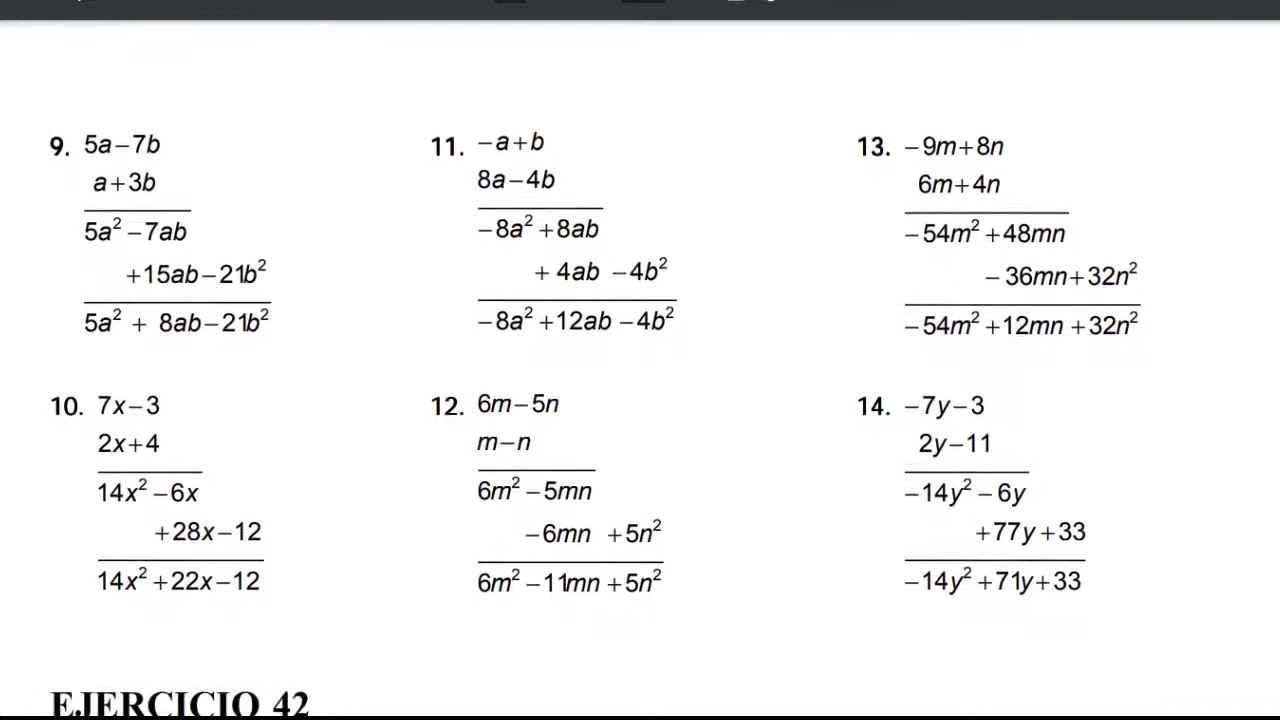 9. 5a−7b
a+3b
5a² −7ab
+15ab−21b²
5a² + 8ab−21b²
10. 7x−3
2x+4
14x² −6x
+28x−12
14x² +22x−12
11. −a+b
8a−4b
−8a² +8ab
+ 4ab −4b²
−8a² +12ab −4b²
12. 6m−5n
m−n
6m² −5mn
−6mn +5n²
6m² −11mn +5n²
13. −9m+8n
6m+4n
−54m² +48mn
−36mn+32n²
−54m² +12mn +32n²
14. −7y−3
2y−11
−14y² −6y
+77y+33
−14y² +71y+33
EJERCICIO 42